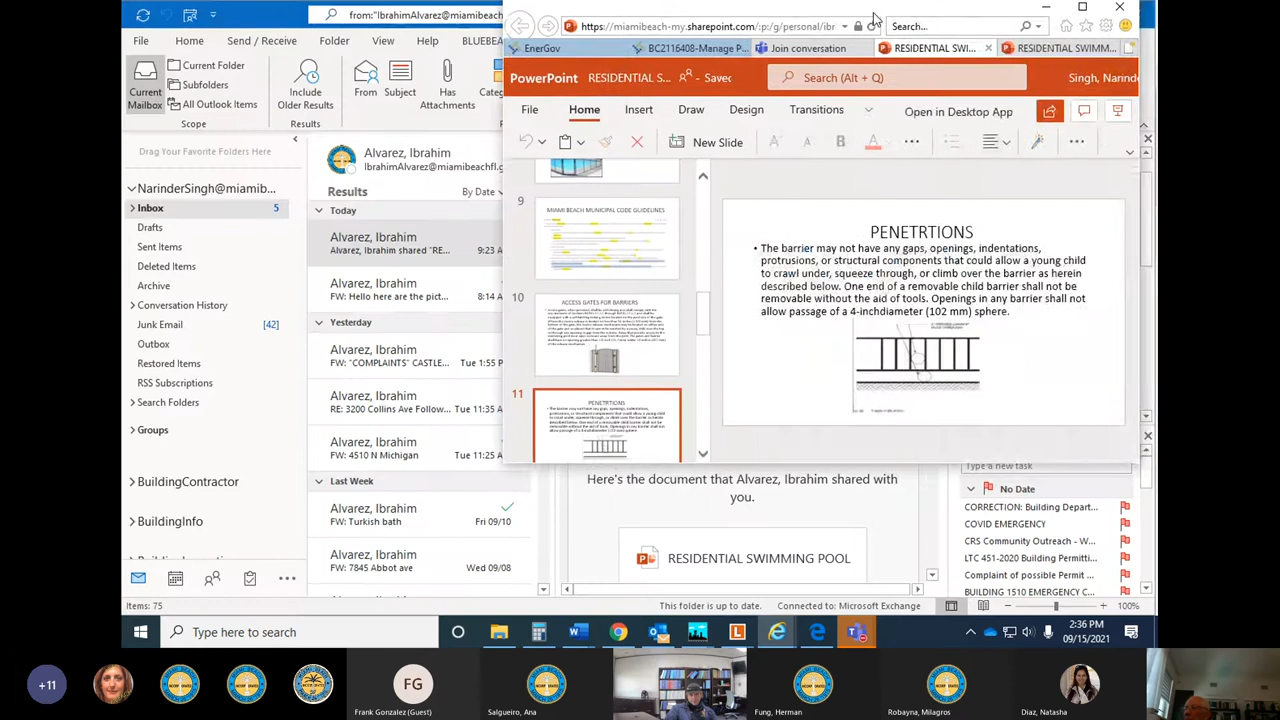 from:"IbrahimAlvarez@miamibeach
https://miamibeach-my.sharepoint.com/:p:/g/personal/ibr
Search...
EnerGov
BC2116408-Manage P...
Join conversation
RESIDENTIAL SWI...
RESIDENTIAL SWIMM...
File
Home
Send
Help
BLUEBEA
PowerPoint
RESIDENTIAL S...
- Saved
Search (Alt + Q)
Singh, Narind
Current Mailbox
Current Folder
Subfolders
All Outlook Items
Scope
Include Older Results
Results
From
Subject
Has Attachments
Categ
File
Home
Insert
Draw
Design
Transitions
Open in Desktop App
New Slide
Drag Your Favorite Folders Here
NarinderSingh@miamib...
Inbox
5
Drafts
Sent Items
Deleted Items
Archive
Conversation History
Junk Email
[42]
Outbox
RSS Subscriptions
Search Folders
Groups
BuildingContractor
BuildingInfo
Alvarez, Ibrahim
IbrahimAlvarez@miamibeachfl.g
Results
By Date
Today
Alvarez, Ibrahim
Alvarez, Ibrahim shared "RE...
9:23 A
Alvarez, Ibrahim
FW: Hello here are the pict...
8:14 A
Yesterday
Alvarez, Ibrahim
FW: "COMPLAINTS" CASTLE...
Tue 1:55 P
Alvarez, Ibrahim
RE: 3200 Collins Ave Follow...
Tue 11:35
Alvarez, Ibrahim
FW: 4510 N Michigan
Tue 11:25
Last Week
Alvarez, Ibrahim
FW: Turkish bath
Fri 09/10
Alvarez, Ibrahim
FW: 7845 Abbot ave
Wed 09/08
Alvarez, Ibrahim
9
MIAMI BEACH MUNICIPAL CODE GUIDELINES
10
ACCESS GATES FOR BARRIERS
11
PENETRTIONS
PENETRTIONS
• The barrier may not have any gaps, openings, indentations,
protrusions, or structural components that could allow a young child
to crawl under, squeeze through, or climb over the barrier as herein
described below. One end of a removable child barrier shall not be
removable without the aid of tools. Openings in any barrier shall not
allow passage of a 4-inchdiameter (102 mm) sphere.
Here's the document that Alvarez, Ibrahim shared with
you.
RESIDENTIAL SWIMMING POOL
Type a new task
No Date
CORRECTION: Building Depart...
COVID EMERGENCY
CRS Community Outreach - W...
LTC 451-2020 Building Permitti...
Complaint of possible Permit ...
BUILDING 1510 EMERGENCY C...
Items: 75
This folder is up to date.
Connected to: Microsoft Exchange
100%
Type here to search
2:36 PM
09/15/2021
+11
FG
Frank Gonzalez (Guest)
Salgueiro, Ana
Fung, Herman
Robayna, Milagros
Diaz, Natasha